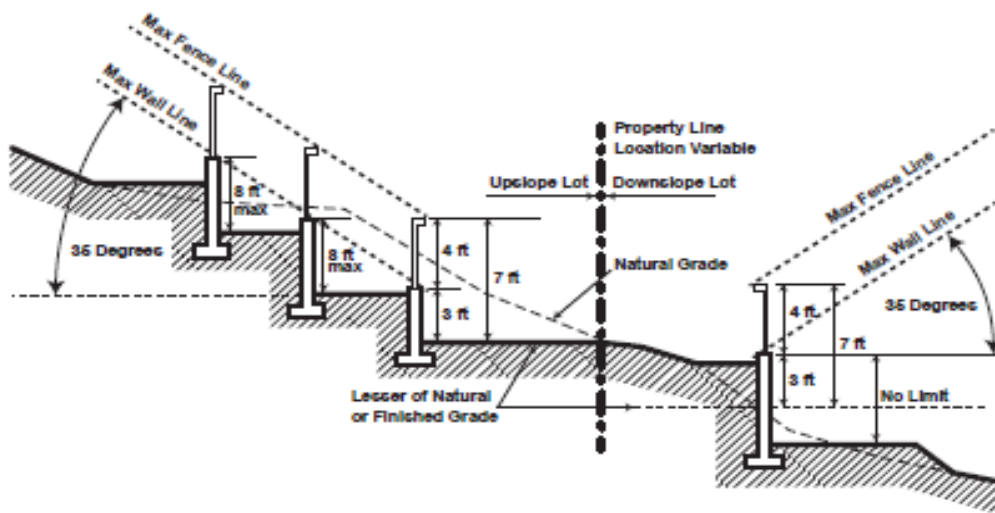 Max Fence Line
Max Wall Line
8 ft
max
35 Degrees
8 ft
max
4 ft
7 ft
3 ft
Property Line
Location Variable
Upslope Lot
Downslope Lot
Natural Grade
Lesser of Natural
or Finished Grade
Max Fence Line
Max Wall Line
35 Degrees
4 ft
7 ft
3 ft
No Limit